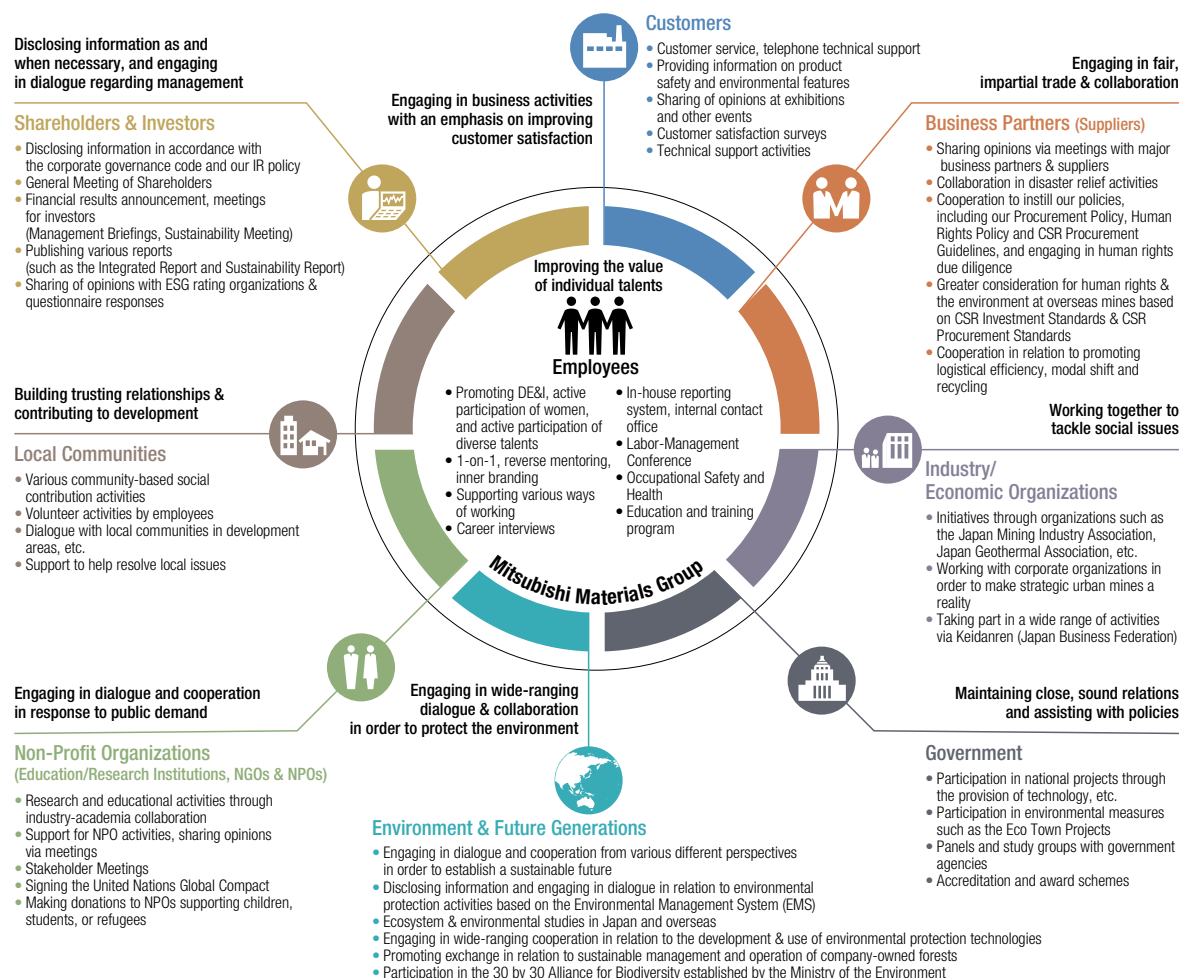 Disclosing information as and
when necessary, and engaging
in dialogue regarding management
Shareholders & Investors
• Disclosing information in accordance with
the corporate governance code and our IR policy
• General Meeting of Shareholders
• Financial results announcement, meetings
for investors
(Management Briefings, Sustainability Meeting)
• Publishing various reports
(such as the Integrated Report and Sustainability Report)
• Sharing of opinions with ESG rating organizations &
questionnaire responses
Engaging in business activities
with an emphasis on improving
customer satisfaction
Customers
• Customer service, telephone technical support
• Providing information on product
safety and environmental features
• Sharing of opinions at exhibitions
and other events
• Customer satisfaction surveys
• Technical support activities
Engaging in fair,
impartial trade & collaboration
Business Partners (Suppliers)
• Sharing opinions via meetings with major
business partners & suppliers
• Collaboration in disaster relief activities
• Cooperation to instill our policies,
including our Procurement Policy, Human
Rights Policy and CSR Procurement
Guidelines, and engaging in human rights
due diligence
• Greater consideration for human rights &
the environment at overseas mines based
on CSR Investment Standards & CSR
Procurement Standards
• Cooperation in relation to promoting
logistical efficiency, modal shift and
recycling
Improving the value
of individual talents
Employees
• Promoting DE&I, active
participation of women,
and active participation of
diverse talents
• 1-on-1, reverse mentoring,
inner branding
• Supporting various ways
of working
• Career interviews
• In-house reporting
system, internal contact
office
• Labor-Management
Conference
• Occupational Safety and
Health
• Education and training
program
Mitsubishi Materials Group
Building trusting relationships &
contributing to development
Local Communities
• Various community-based social
contribution activities
• Volunteer activities by employees
• Dialogue with local communities in development
areas, etc.
• Support to help resolve local issues
Working together to
tackle social issues
Industry/
Economic Organizations
• Initiatives through organizations such as
the Japan Mining Industry Association,
Japan Geothermal Association, etc.
• Working with corporate organizations in
order to make strategic urban mines a
reality
• Taking part in a wide range of activities
via Keidanren (Japan Business Federation)
Engaging in dialogue and cooperation
in response to public demand
Non-Profit Organizations
(Education/Research Institutions, NGOs & NPOs)
• Research and educational activities through
industry-academia collaboration
• Support for NPO activities, sharing opinions
via meetings
• Stakeholder Meetings
• Signing the United Nations Global Compact
• Making donations to NPOs supporting children,
students, or refugees
Engaging in wide-ranging
dialogue & collaboration
in order to protect the environment
Environment & Future Generations
• Engaging in dialogue and cooperation from various different perspectives
in order to establish a sustainable future
• Disclosing information and engaging in dialogue in relation to environmental
protection activities based on the Environmental Management System (EMS)
• Ecosystem & environmental studies in Japan and overseas
• Engaging in wide-ranging cooperation in relation to the development & use of environmental protection technologies
• Promoting exchange in relation to sustainable management and operation of company-owned forests
• Participation in the 30 by 30 Alliance for Biodiversity established by the Ministry of the Environment
Maintaining close, sound relations
and assisting with policies
Government
• Participation in national projects through
the provision of technology, etc.
• Participation in environmental measures
such as the Eco Town Projects
• Panels and study groups with government
agencies
• Accreditation and award schemes